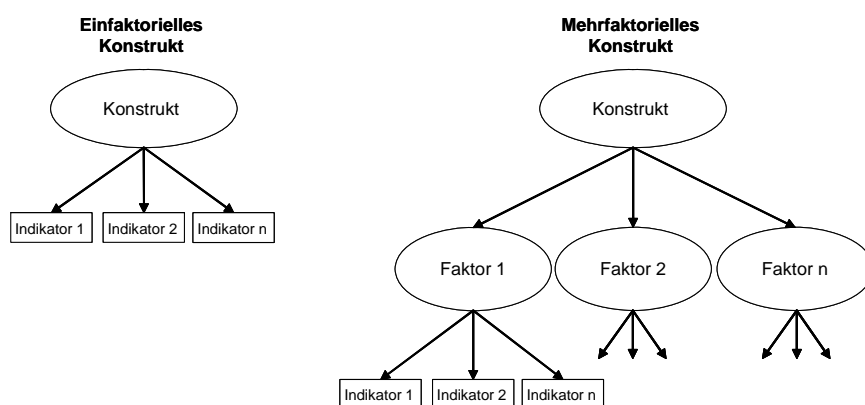 Einfaktorielles
Konstrukt
Konstrukt
Indikator 1
Indikator 2
Indikator n
Mehrfaktorielles
Konstrukt
Konstrukt
Faktor 1
Faktor 2
Faktor n
Indikator 1
Indikator 2
Indikator n